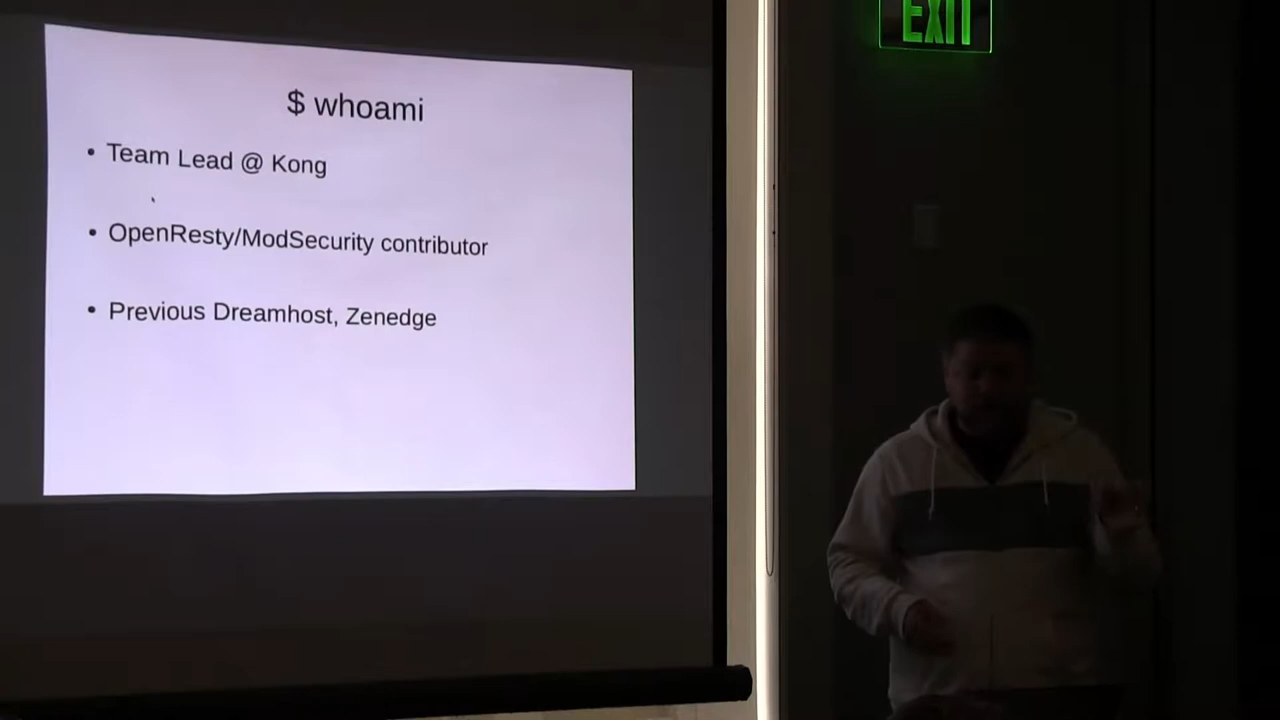 EXIT
$ whoami
• Team Lead @ Kong
• OpenResty/ModSecurity contributor
• Previous Dreamhost, Zenedge